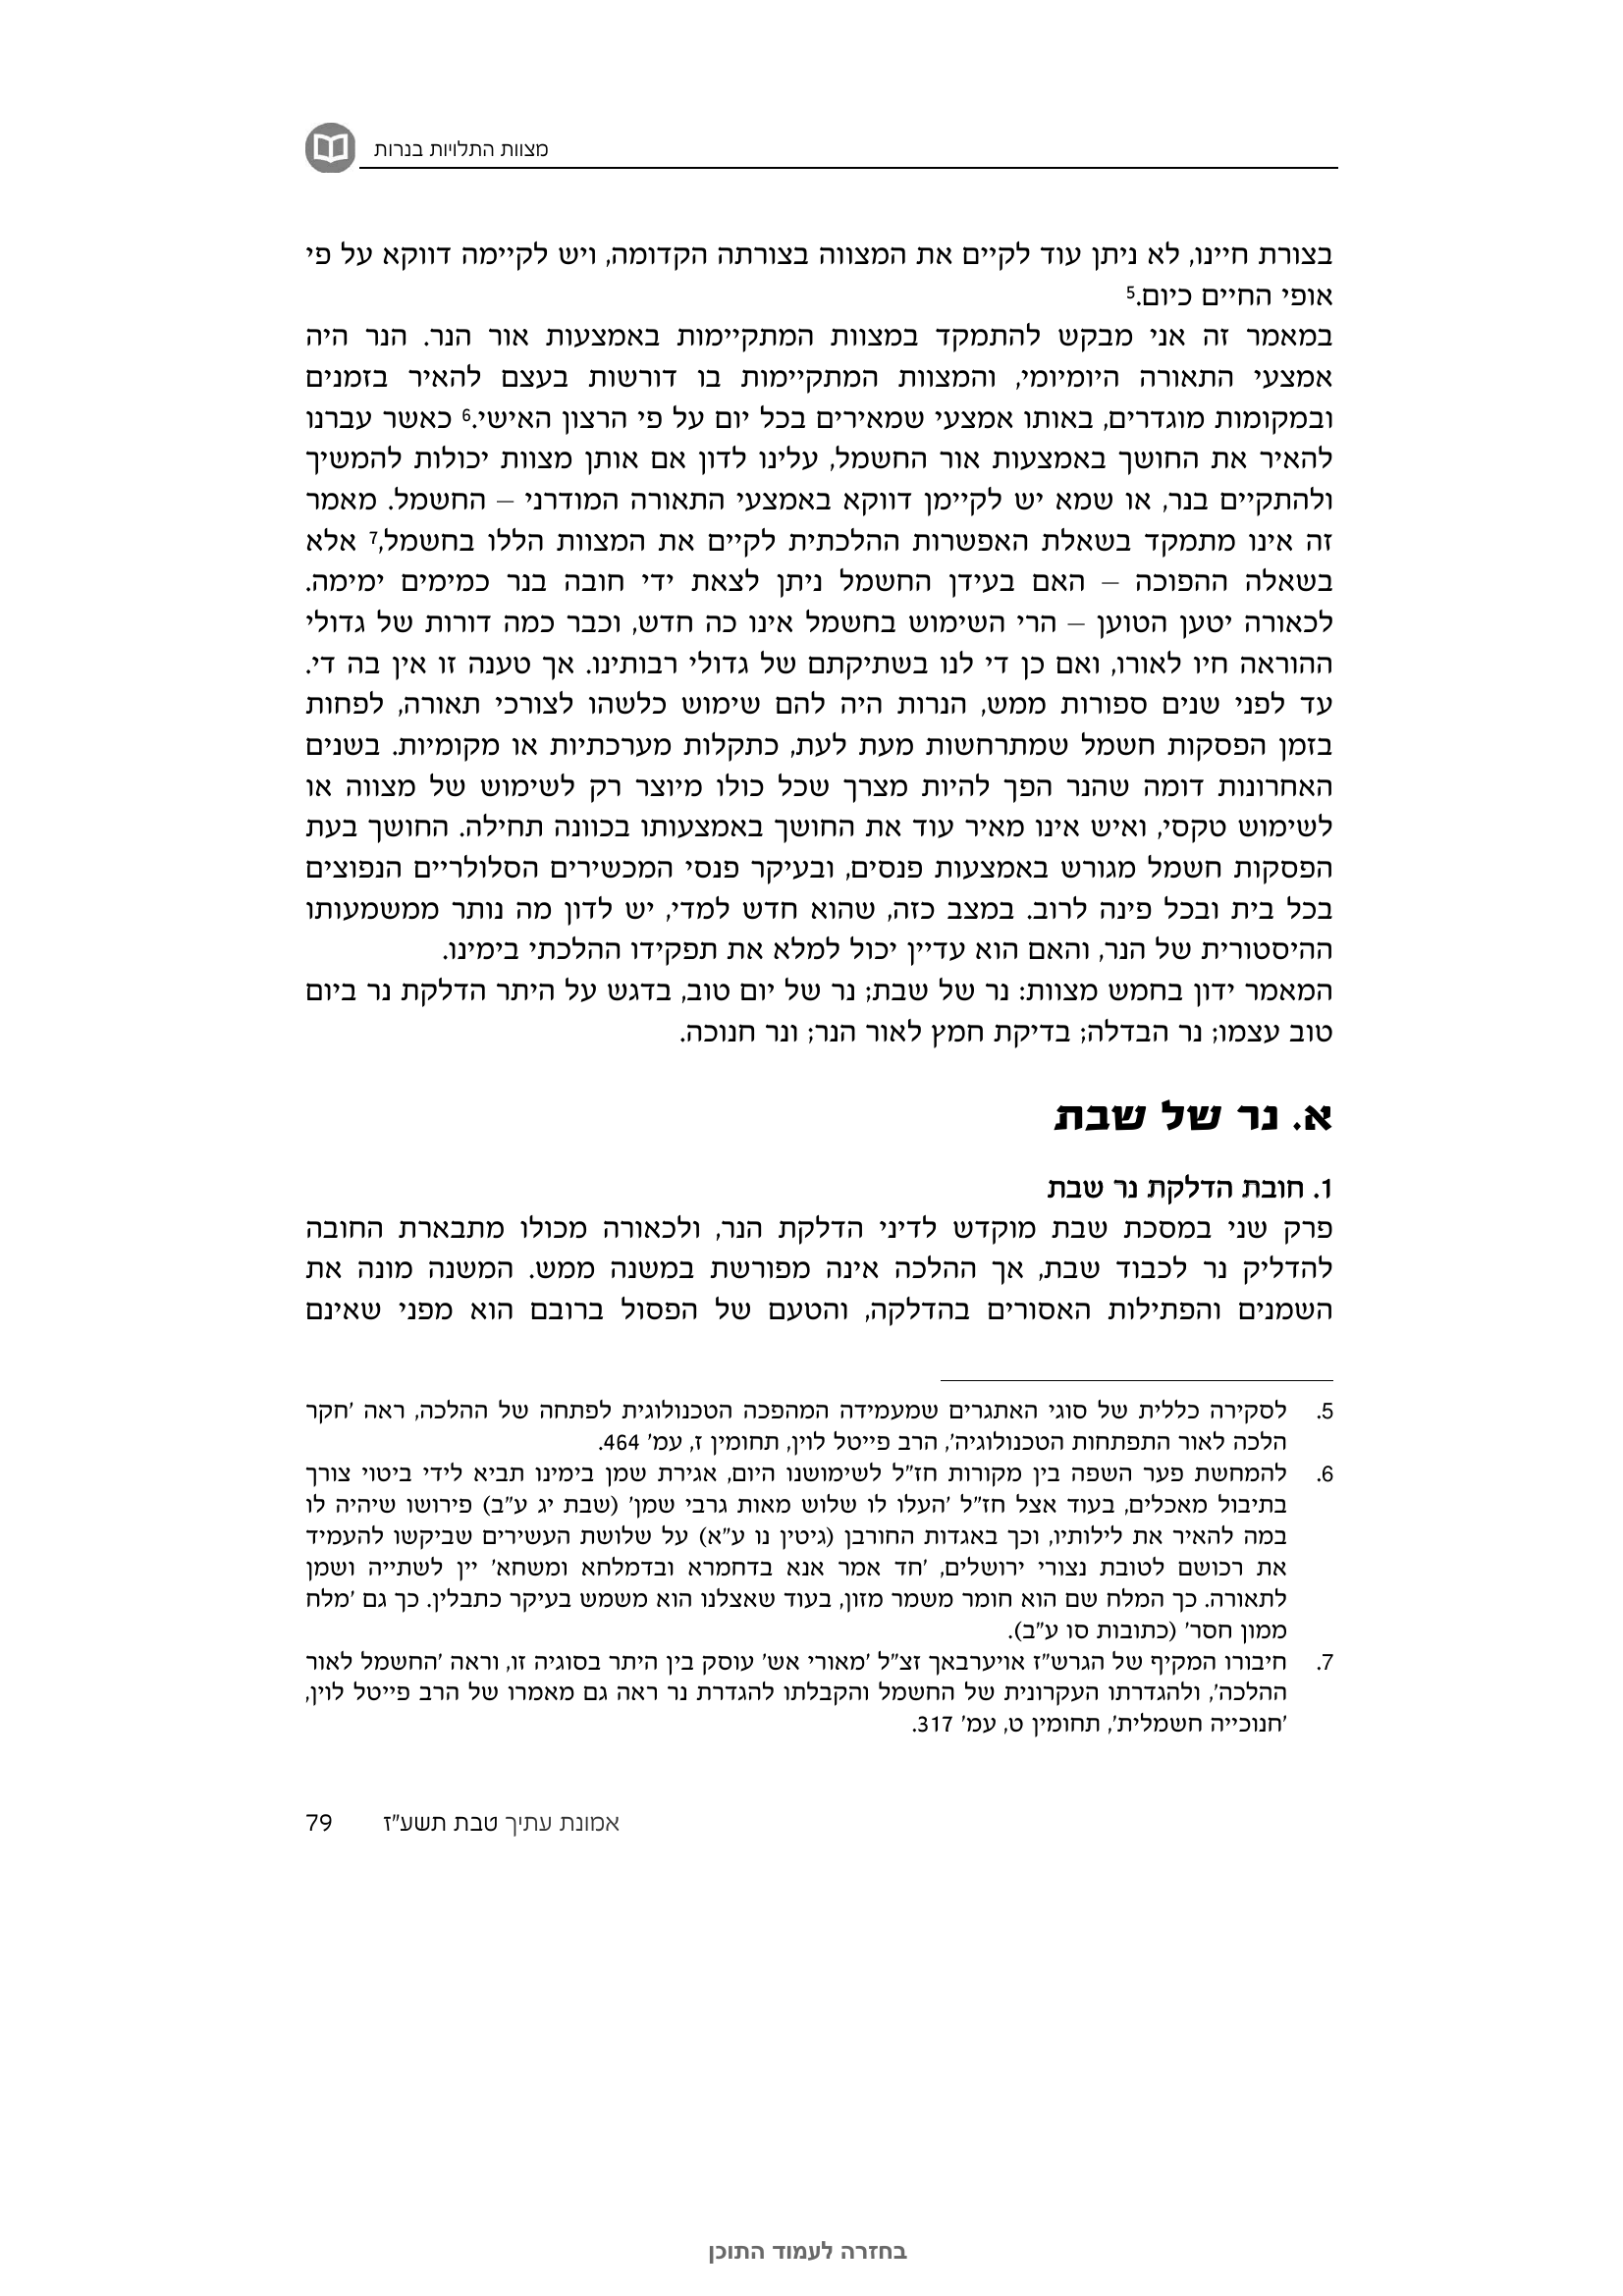 מצוות התלויות בנרות
בצורת חיינו, לא ניתן עוד לקיים את המצווה בצורתה הקדומה, ויש לקיימה דווקא על פי
אופי החיים כיום.5
במאמר זה אני מבקש להתמקד במצוות המתקיימות באמצעות אור הנר. הנר היה
אמצעי התאורה היומיומי, והמצוות המתקיימות בו דורשות בעצם להאיר בזמנים
ובמקומות מוגדרים, באותו אמצעי שמאירים בכל יום על פי הרצון האישי.6 כאשר עברנו
להאיר את החושך באמצעות אור החשמל, עלינו לדון אם אותן מצוות יכולות להמשיך
ולהתקיים בנר, או שמא יש לקיימן דווקא באמצעי התאורה המודרני – החשמל. מאמר
זה אינו מתמקד בשאלת האפשרות ההלכתית לקיים את המצוות הללו בחשמל,7 אלא
בשאלה ההפוכה – האם בעידן החשמל ניתן לצאת ידי חובה בנר כמימים ימימה.
לכאורה יטען הטוען – הרי השימוש בחשמל אינו כה חדש, וכבר כמה דורות של גדולי
ההוראה חיו לאורו, ואם כן די לנו בשתיקתם של גדולי רבותינו. אך טענה זו אין בה די.
עד לפני שנים ספורות ממש, הנרות היה להם שימוש כלשהו לצורכי תאורה, לפחות
בזמן הפסקות חשמל שמתרחשות מעת לעת, כתקלות מערכתיות או מקומיות. בשנים
האחרונות דומה שהנר הפך להיות מצרך שכל כולו מיוצר רק לשימוש של מצווה או
לשימוש טקסי, ואיש אינו מאיר עוד את החושך באמצעותו בכוונה תחילה. החושך בעת
הפסקות חשמל מגורש באמצעות פנסים, ובעיקר פנסי המכשירים הסלולריים הנפוצים
בכל בית ובכל פינה לרוב. במצב כזה, שהוא חדש למדי, יש לדון מה נותר ממשמעותו
ההיסטורית של הנר, והאם הוא עדיין יכול למלא את תפקידו ההלכתי בימינו.
המאמר ידון בחמש מצוות: נר של שבת; נר של יום טוב, בדגש על היתר הדלקת נר ביום
טוב עצמו; נר הבדלה; בדיקת חמץ לאור הנר; ונר חנוכה.
א. נר של שבת
1. חובת הדלקת נר שבת
פרק שני במסכת שבת מוקדש לדיני הדלקת הנר, ולכאורה מכולו מתבארת החובה
להדליק נר לכבוד שבת, אך ההלכה אינה מפורשת במשנה ממש. המשנה מונה את
השמנים והפתילות האסורים בהדלקה, והטעם של הפסול ברובם הוא מפני שאינם
5. לסקירה כללית של סוגי האתגרים שמעמידה המהפכה הטכנולוגית לפתחה של ההלכה, ראה 'חקר
הלכה לאור התפתחות הטכנולוגיה', הרב פייטל לוין, תחומין ז, עמ' 464.
6. להמחשת פער השפה בין מקורות חז"ל לשימושנו היום, אגירת שמן בימינו תביא לידי ביטוי צורך
בתיבול מאכלים, בעוד אצל חז"ל 'העלו לו שלוש מאות גרבי שמן' (שבת יג ע"ב) פירושו שיהיה לו
במה להאיר את לילותיו, וכך באגדות החורבן (גיטין נו ע"א) על שלושת העשירים שביקשו להעמיד
את רכושם לטובת נצורי ירושלים, 'חד אמר אנא בדחמרא ובדמלחא ומשחא' יין לשתייה ושמן
לתאורה. כך המלח שם הוא חומר משמר מזון, בעוד שאצלנו הוא משמש בעיקר כתבלין. כך גם 'מלח
ממון חסר' (כתובות סו ע"ב).
7. חיבורו המקיף של הגרש"ז אויערבאך זצ"ל 'מאורי אש' עוסק בין היתר בסוגיה זו, וראה 'החשמל לאור
ההלכה', ולהגדרתו העקרונית של החשמל והקבלתו להגדרת נר ראה גם מאמרו של הרב פייטל לוין,
'חנוכייה חשמלית', תחומין ט, עמ' 317.
אמונת עתיך טבת תשע"ז 79
בחזרה לעמוד התוכן